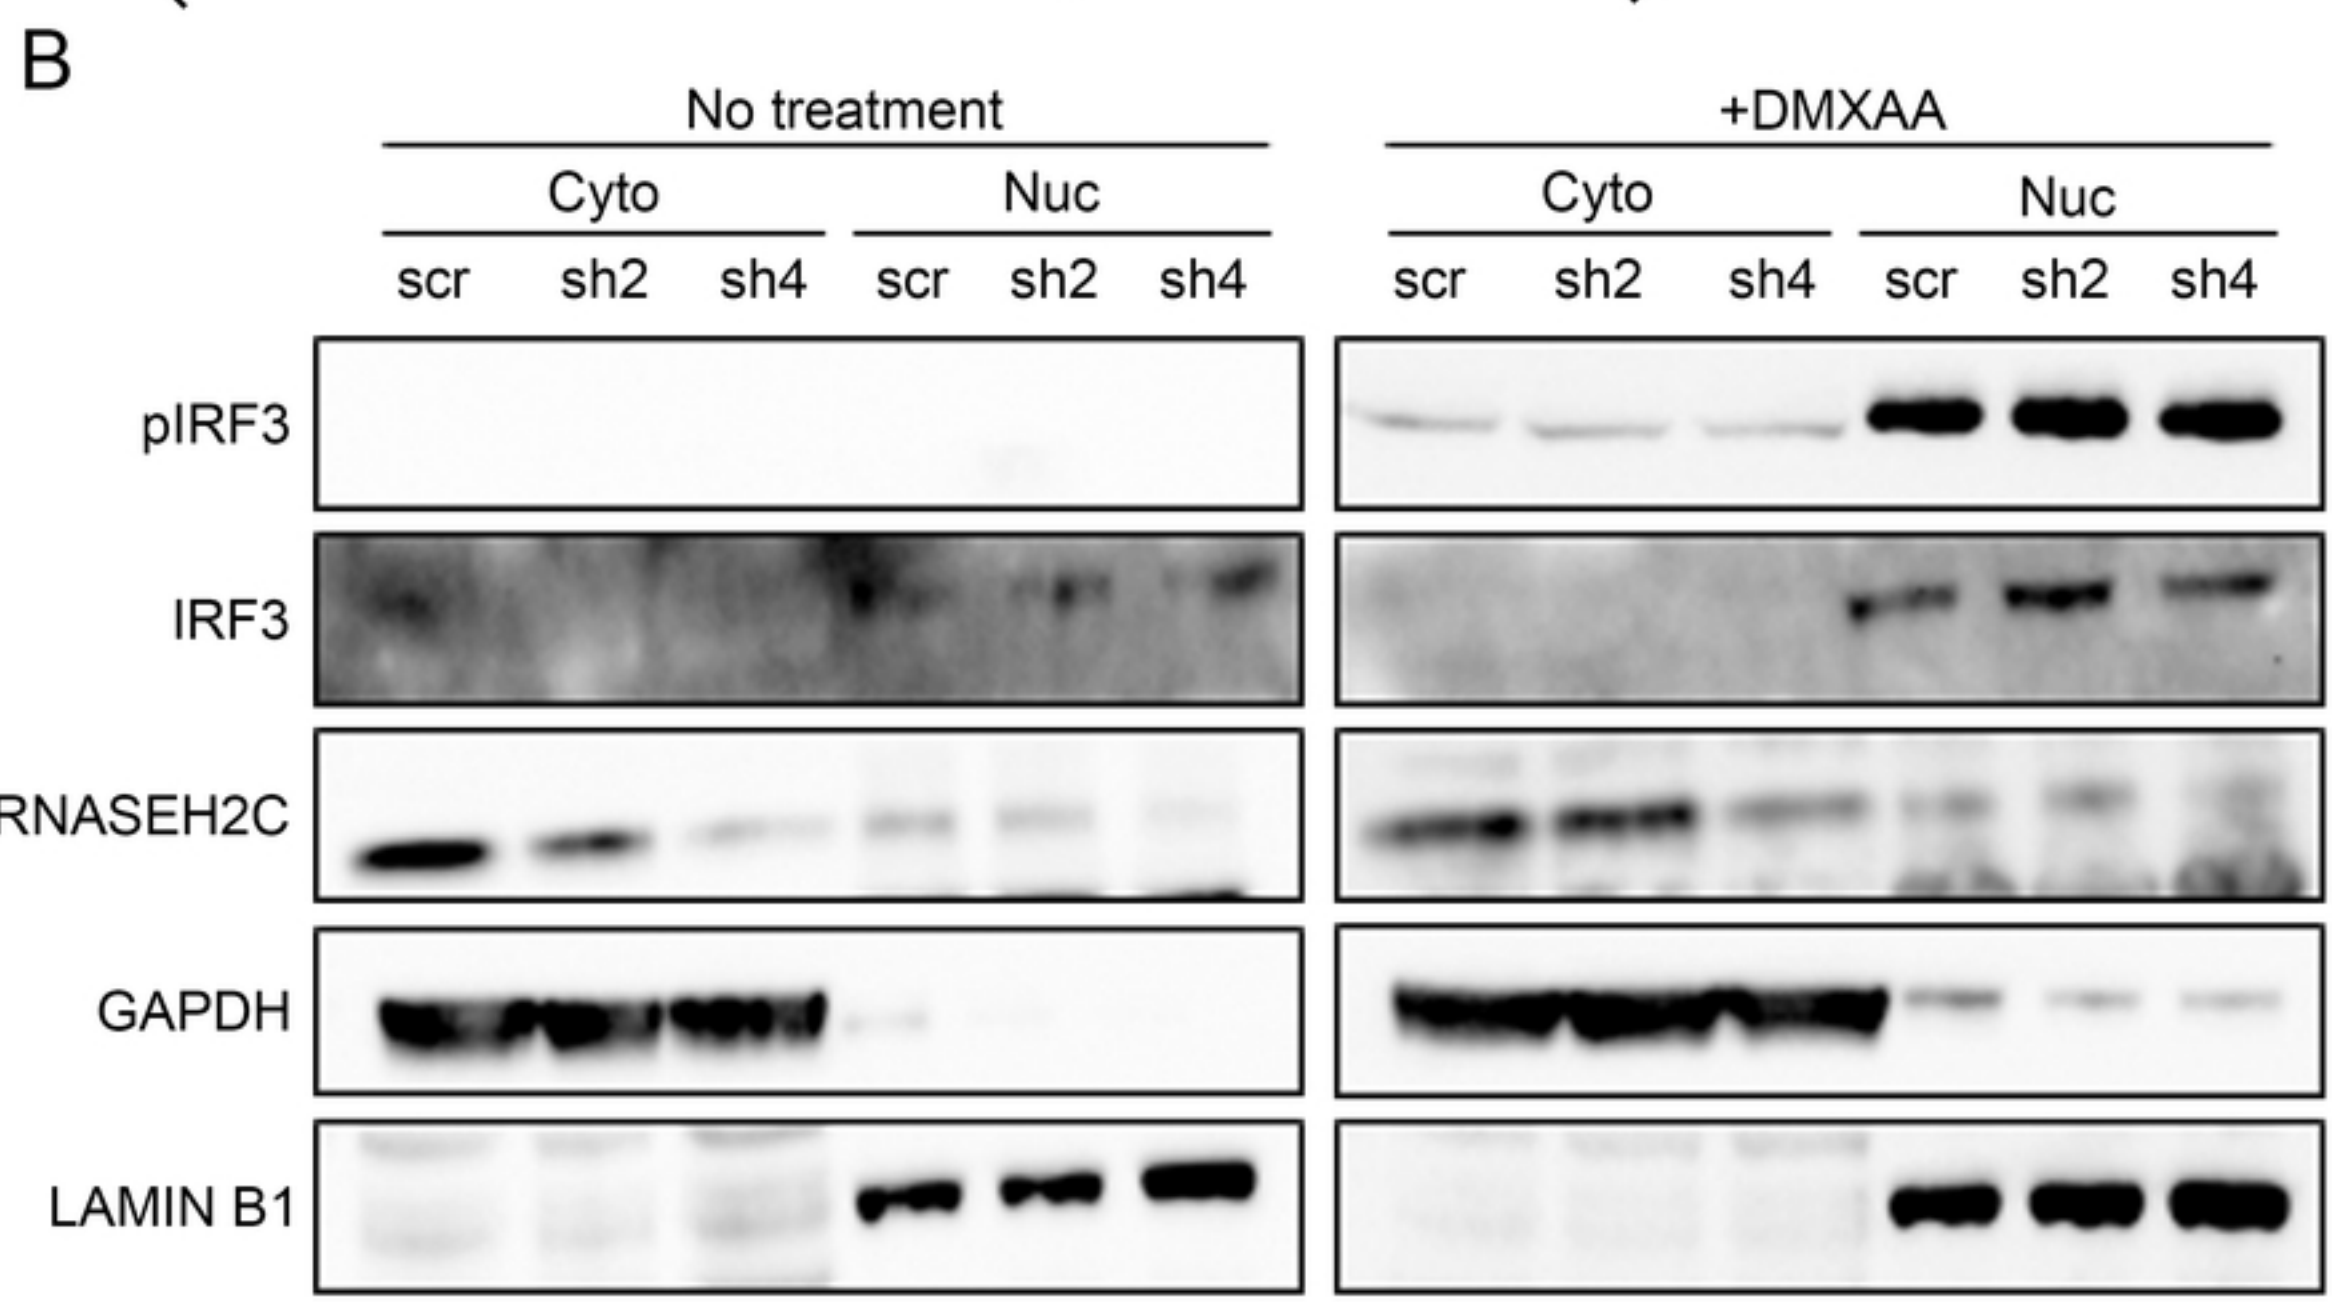 B
No treatment +DMXAA
Cyto Nuc Cyto Nuc
scr sh2 sh4 scr sh2 sh4 scr sh2 sh4 scr sh2 sh4
pIRF3
IRF3
RNASEH2C
GAPDH
LAMIN B1